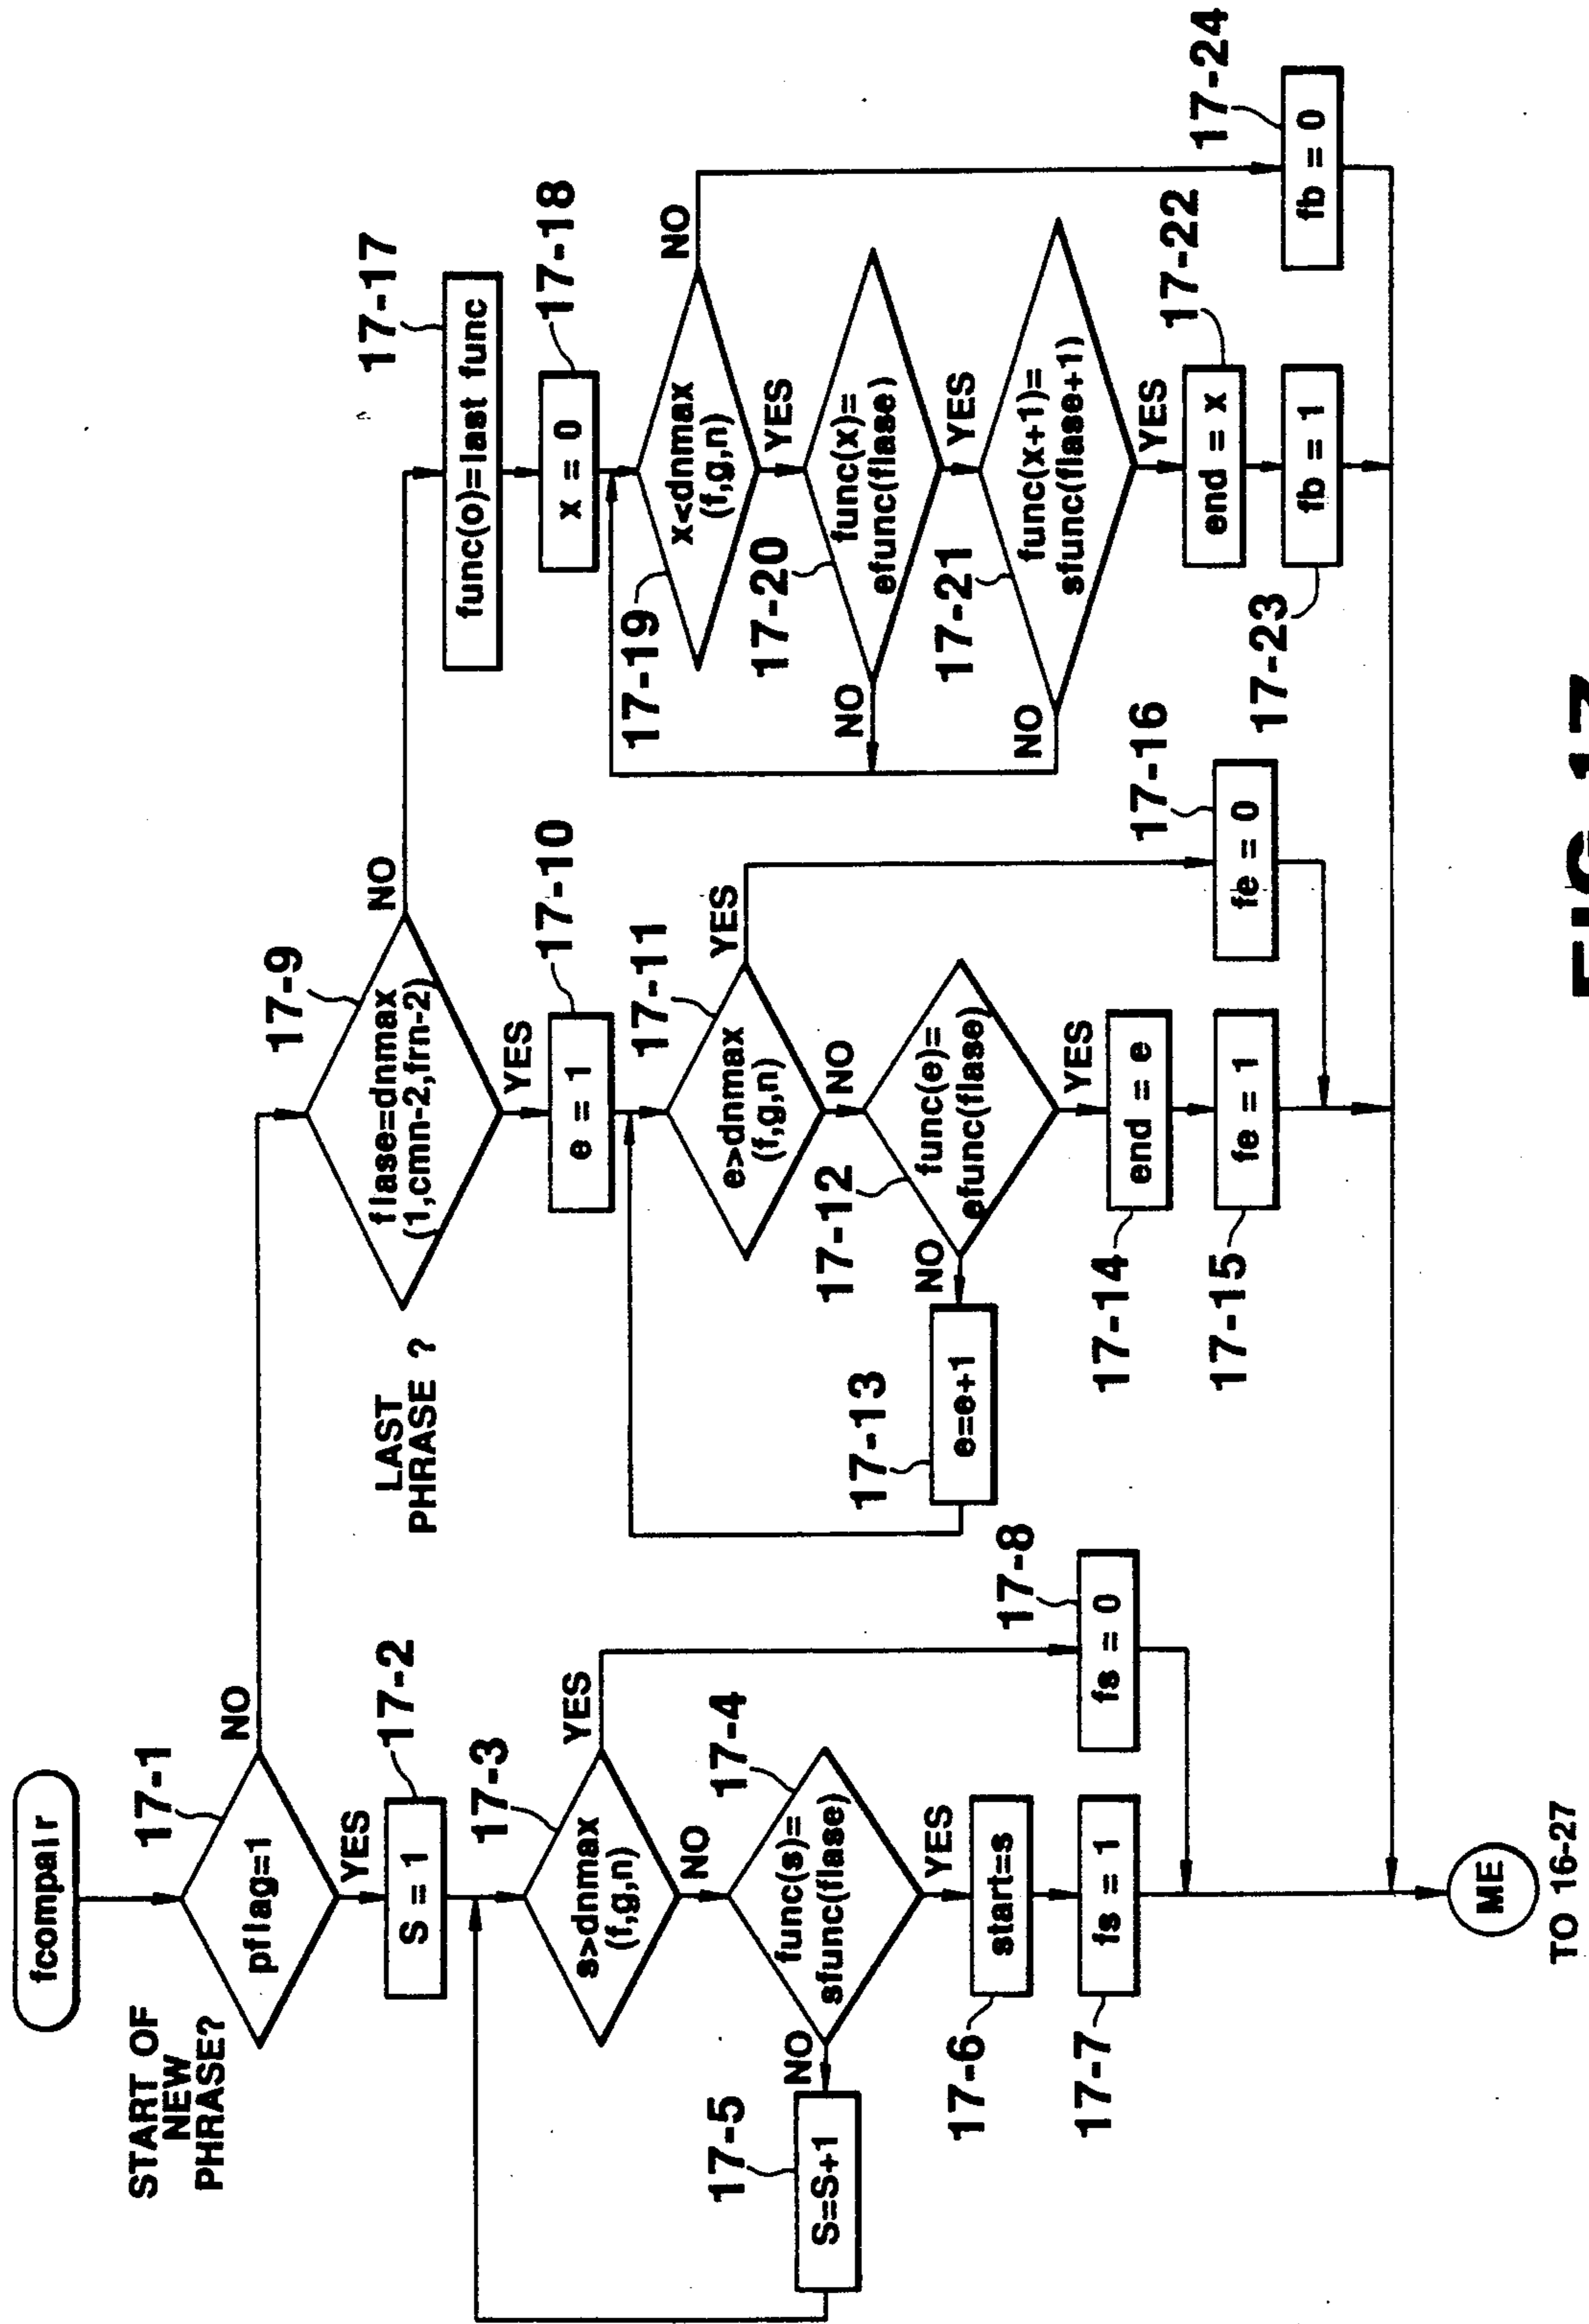 fcompair
START OF
NEW
PHRASE?
17-1
pflag=1
NO
YES
17-2
S = 1
17-3
s>dnmax
(f,g,n)
YES
NO
17-4
func(s)=
sfunc(flase)
NO
YES
17-5
S=S+1
17-6
start=s
17-7
fs = 1
17-8
fs = 0
LAST
PHRASE ?
17-9
flase=dnmax
(1,cmn-2,frn-2)
NO
YES
17-10
e = 1
17-11
e>dnmax
(f,g,n)
YES
NO
17-12
func(e)=
efunc(flase)
NO
YES
17-13
e=e+1
17-14
end = e
17-15
fe = 1
17-16
fe = 0
17-17
func(o)=last func
17-18
x = 0
17-19
x<dnmax
(f,g,n)
NO
YES
17-20
func(x)=
efunc(flase)
NO
YES
17-21
func(x+1)=
sfunc(flase+1)
NO
YES
17-22
end = x
17-23
fb = 1
17-24
fb = 0
ME
TO 16-27
FIG.17